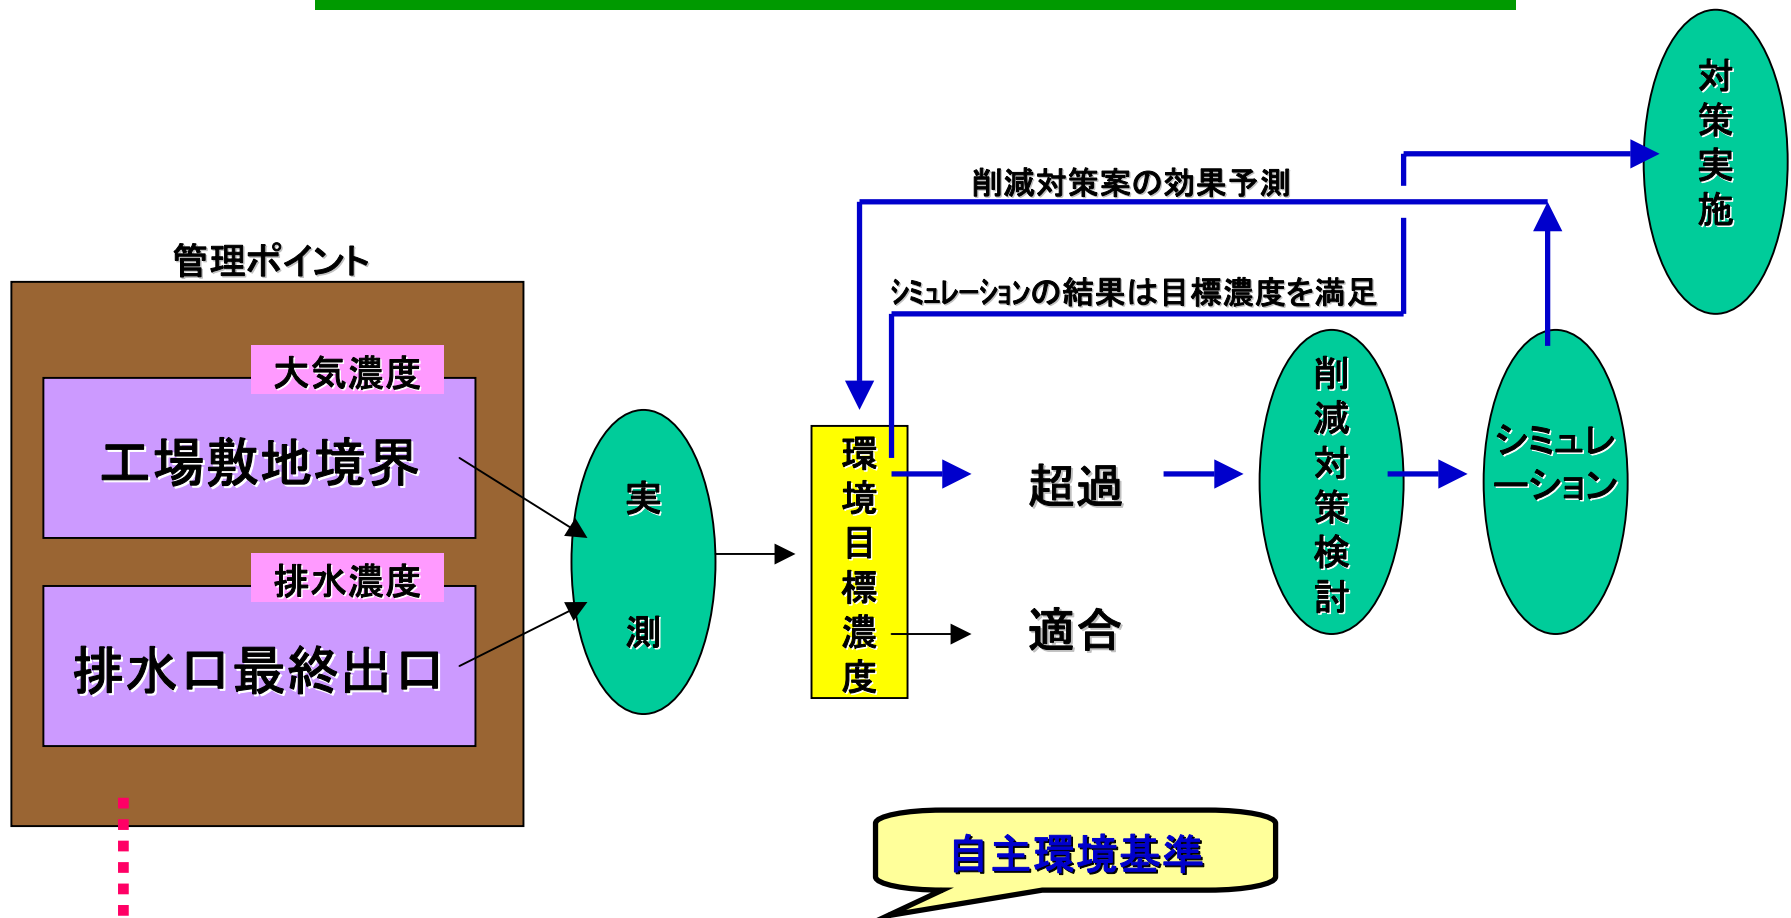 対策実施
削減対策案の効果予測
管理ポイント
シミュレーションの結果は目標濃度を満足
大気濃度
工場敷地境界
排水濃度
排水口最終出口
実測
環境目標濃度
超過
適合
削減対策検討
シミュレ
ーション
自主環境基準